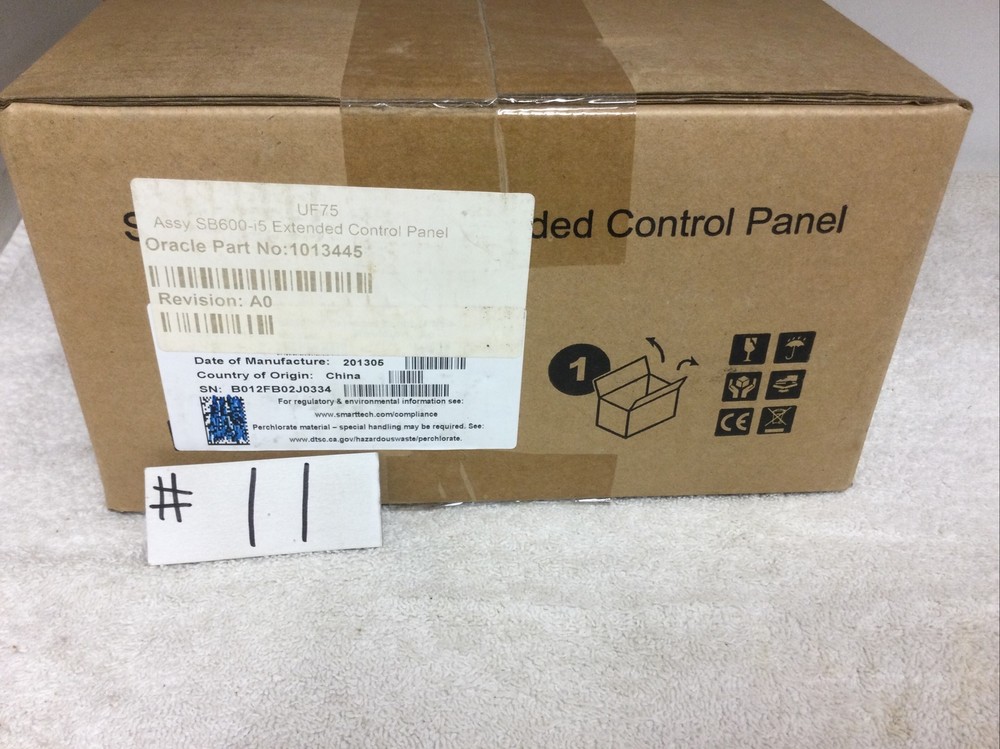 UF75
Assy SB600-i5 Extended Control Panel
Oracle Part No:1013445
Revision: A0
S
ded Control Panel
Date of Manufacture: 201305
Country of Origin: China
SN: B012FB02J0334
For regulatory & environmental information see:
www.smarttech.com/compliance
Perchlorate material – special handling may be required. See:
www.dtsc.ca.gov/hazardouswaste/perchlorate.
1
CE
# 11